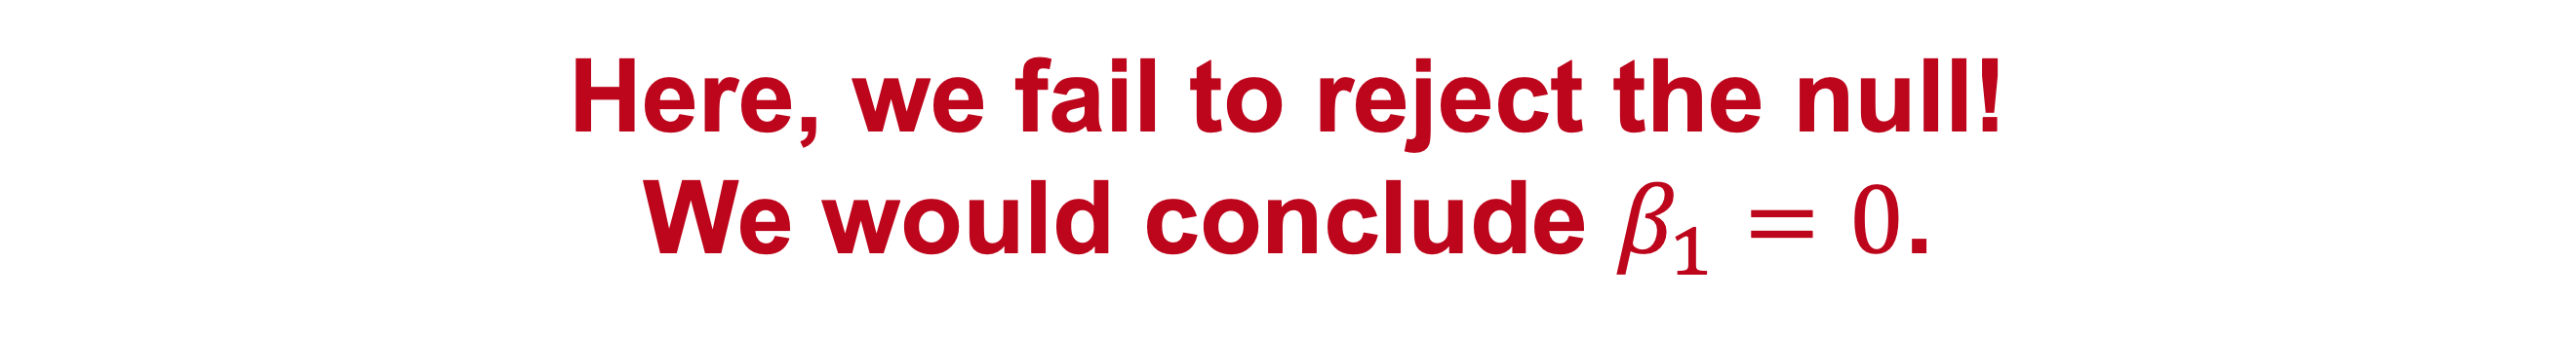 Here, we fail to reject the null!
We would conclude 𝛽₁ = 0.